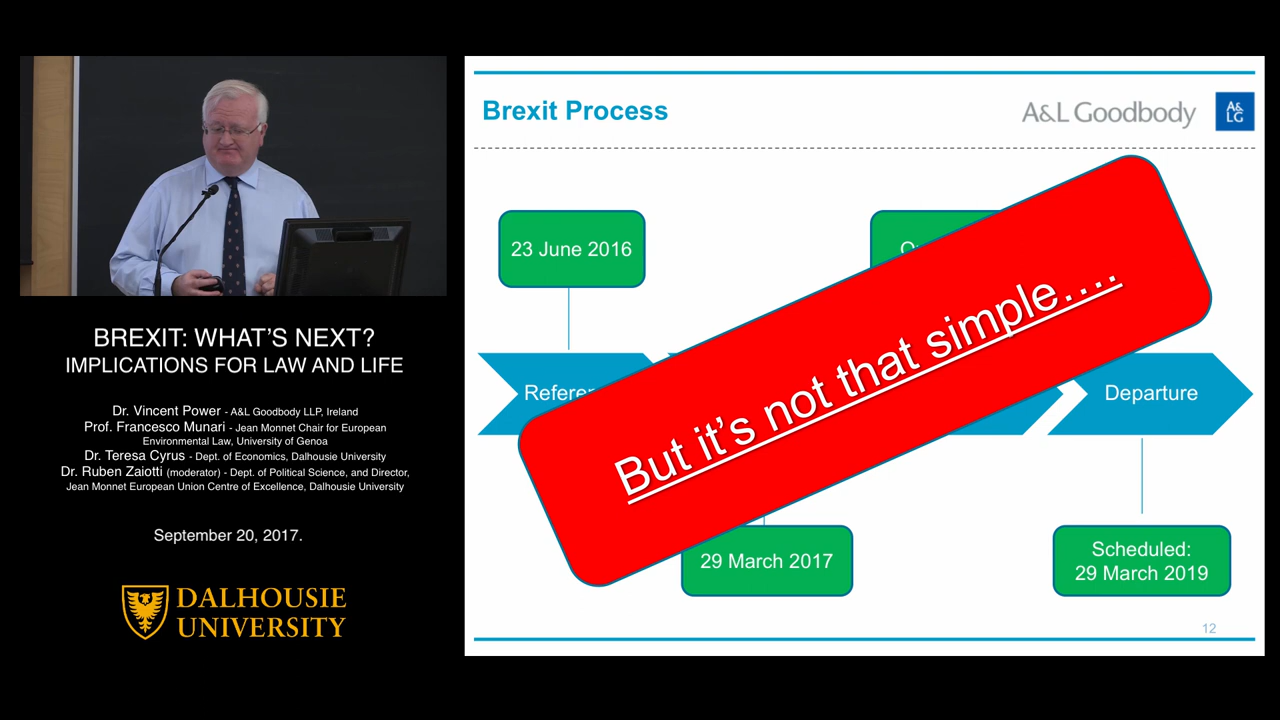 BREXIT: WHAT'S NEXT?
IMPLICATIONS FOR LAW AND LIFE
Dr. Vincent Power - A&L Goodbody LLP, Ireland
Prof. Francesco Munari - Jean Monnet Chair for European
Environmental Law, University of Genoa
Dr. Teresa Cyrus - Dept. of Economics, Dalhousie University
Dr. Ruben Zaiotti (moderator) - Dept. of Political Science, and Director,
Jean Monnet European Union Centre of Excellence, Dalhousie University
September 20, 2017.
DALHOUSIE
UNIVERSITY
Brexit Process
A&L Goodbody
A&
LG
23 June 2016
But it's not that simple….
Departure
29 March 2017
Scheduled:
29 March 2019
12